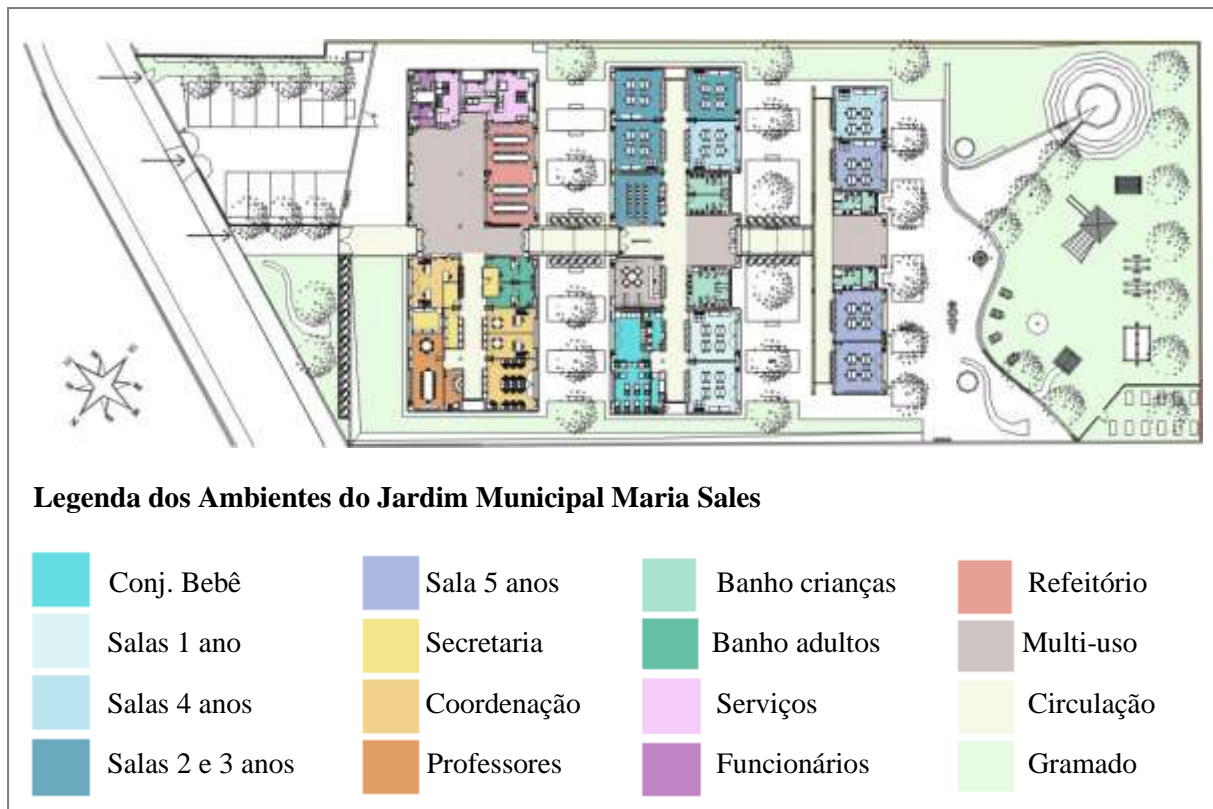 Legenda dos Ambientes do Jardim Municipal Maria Sales
Conj. Bebê
Sala 5 anos
Banho crianças
Refeitório
Salas 1 ano
Secretaria
Banho adultos
Multi-uso
Salas 4 anos
Coordenação
Serviços
Circulação
Salas 2 e 3 anos
Professores
Funcionários
Gramado